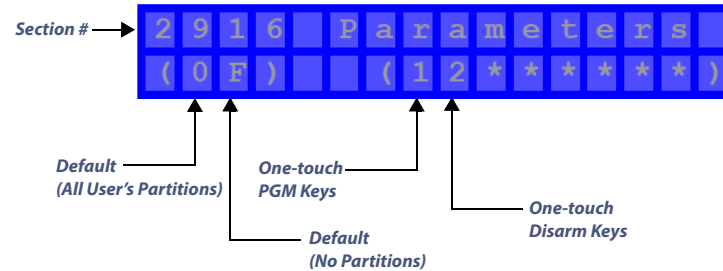 Section #
2916 Parameters
(0F)  (12******)
Default
(All User's Partitions)
One-touch
PGM Keys
Default
(No Partitions)
One-touch
Disarm Keys